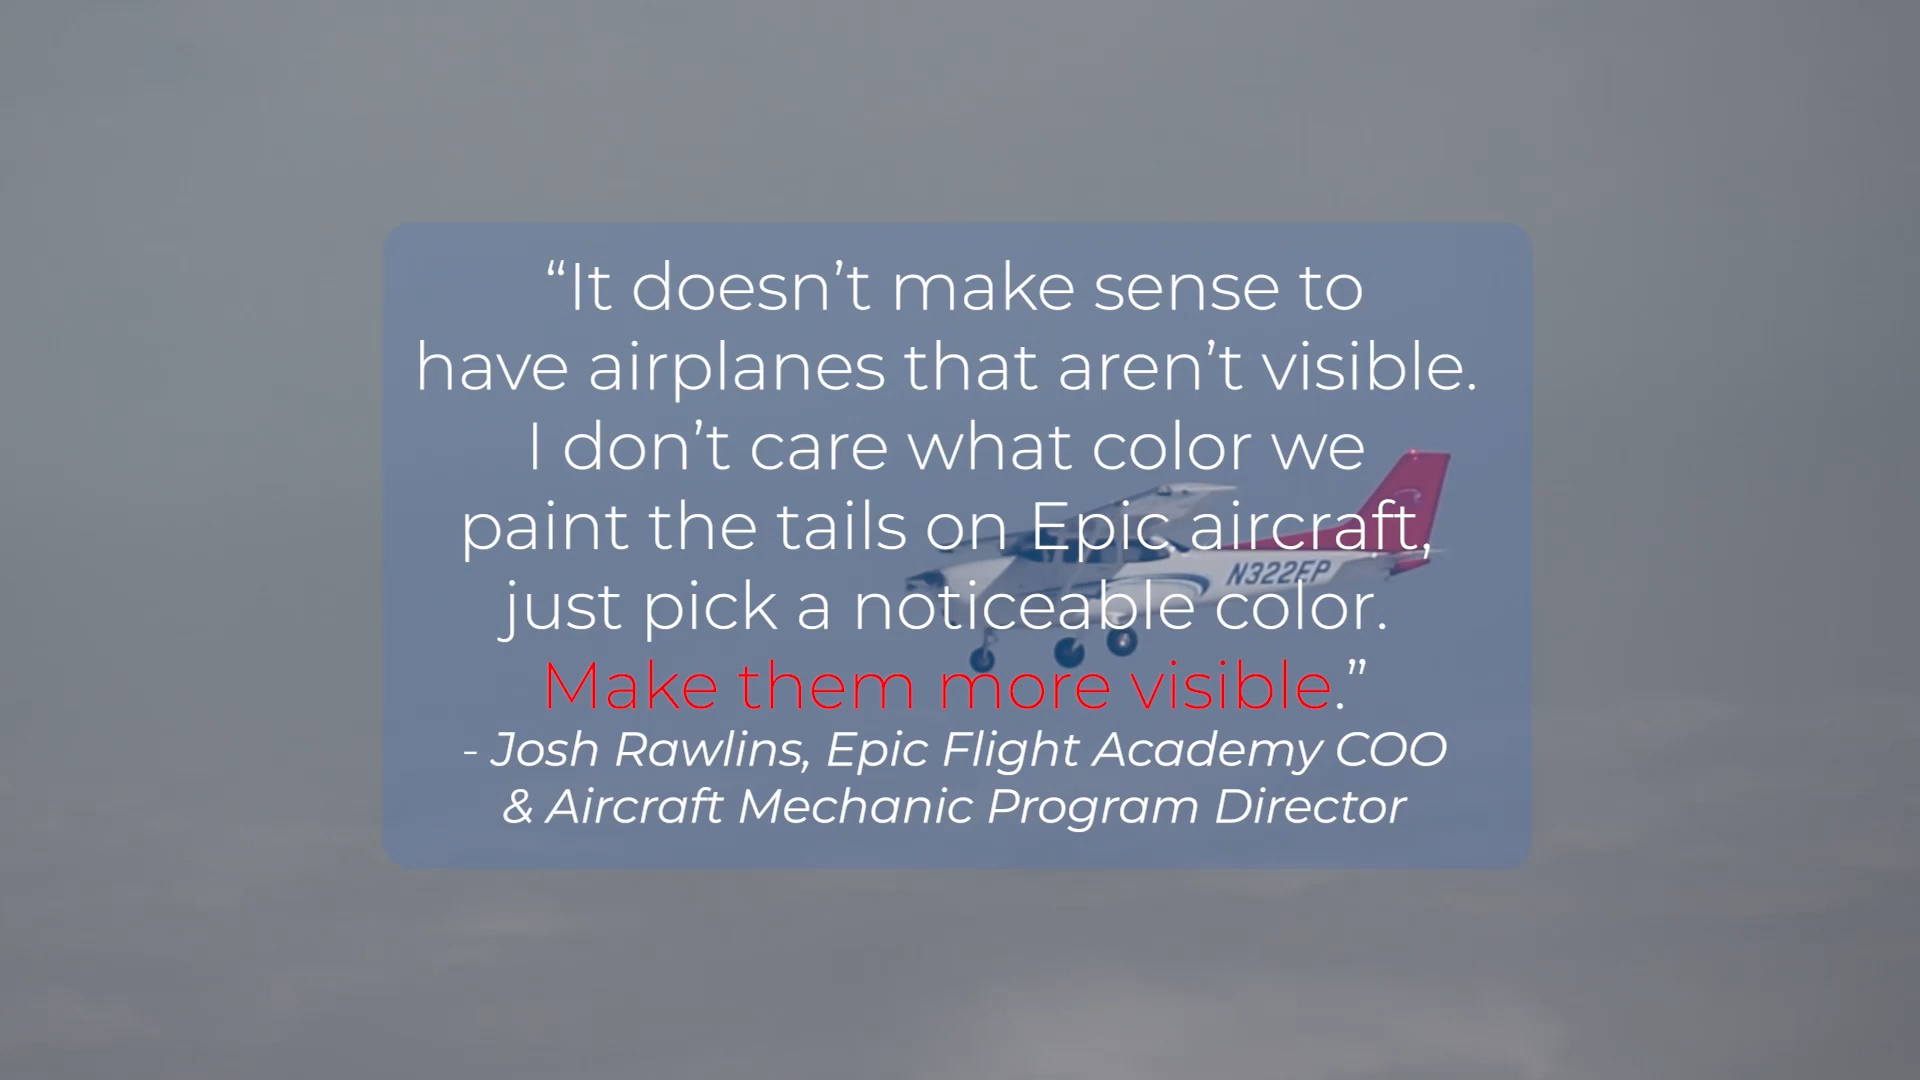 “It doesn’t make sense to
have airplanes that aren’t visible.
I don’t care what color we
paint the tails on Epic aircraft,
just pick a noticeable color.
Make them more visible.”
- Josh Rawlins, Epic Flight Academy COO
& Aircraft Mechanic Program Director
N322EP